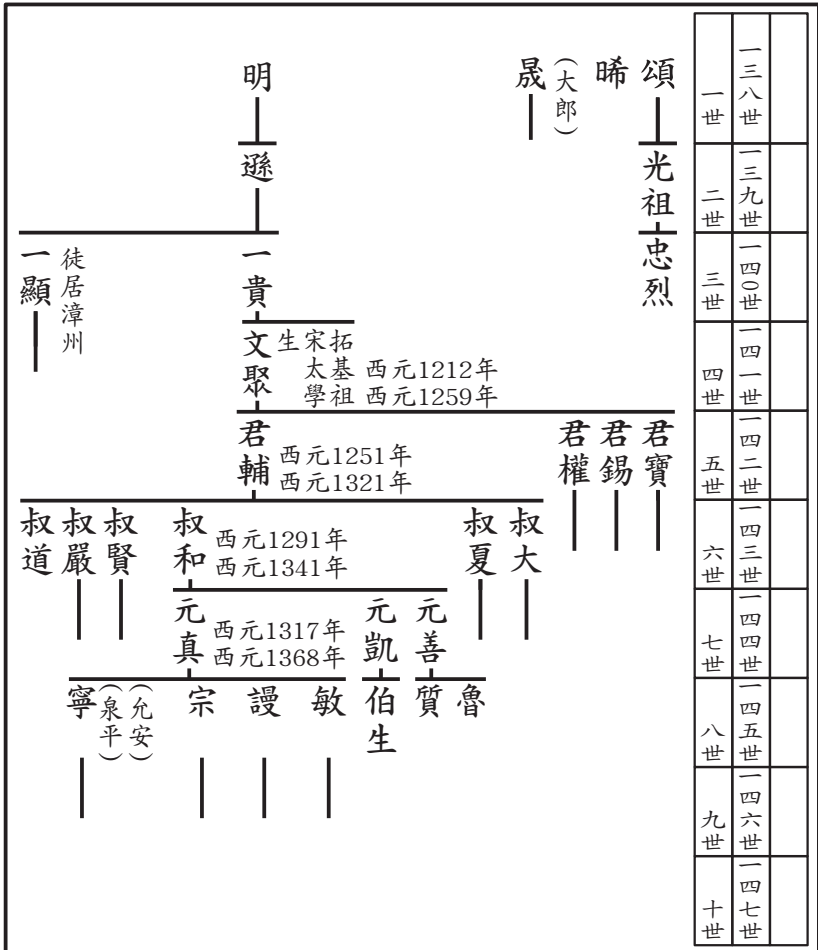 一三八世
一世
頌
晞
晟
(大郎)
明
一三九世
二世
光祖
遜
一四〇世
三世
忠烈
一貴
一顯
徒居漳州
一四一世
四世
文聚
拓基祖
宋太學
生
西元1212年
西元1259年
一四二世
五世
君寶
君錫
君權
君輔
西元1251年
西元1321年
一四三世
六世
叔大
叔夏
叔和
西元1291年
西元1341年
叔賢
叔嚴
叔道
一四四世
七世
元善
元凱
元真
西元1317年
西元1368年
一四五世
八世
魯
質
伯生
敏
謾
宗
寧
(允安)
(泉平)
一四六世
九世
一四七世
十世